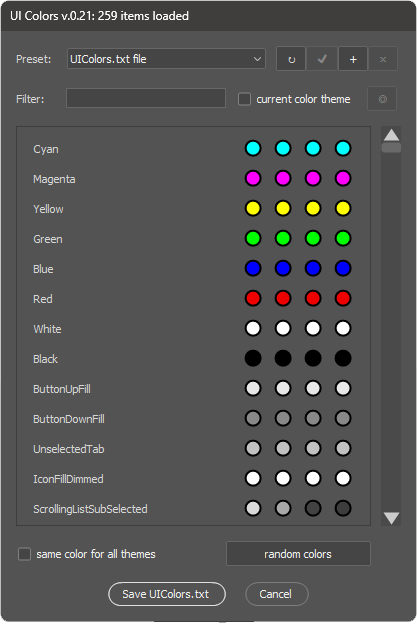 UI Colors v.0.21: 259 items loaded
Preset: UIColors.txt file
Filter: current color theme
Cyan
Magenta
Yellow
Green
Blue
Red
White
Black
ButtonUpFill
ButtonDownFill
UnselectedTab
IconFillDimmed
ScrollingListSubSelected
same color for all themes random colors
Save UIColors.txt Cancel